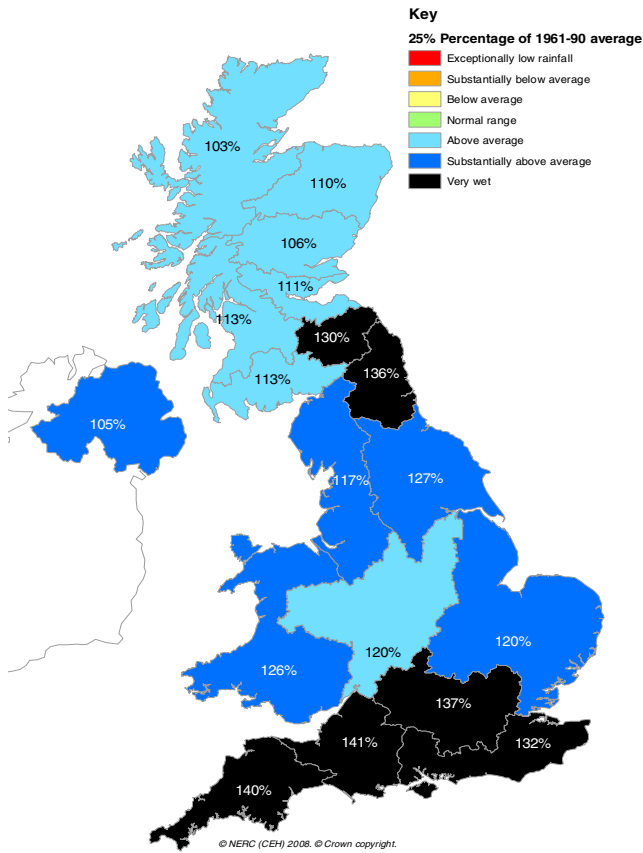 Key
25% Percentage of 1961-90 average
Exceptionally low rainfall
Substantially below average
Below average
Normal range
Above average
Substantially above average
Very wet
103%
110%
106%
111%
113%
130%
136%
113%
105%
117%
127%
120%
120%
126%
137%
141%
132%
140%
© NERC (CEH) 2008. © Crown copyright.